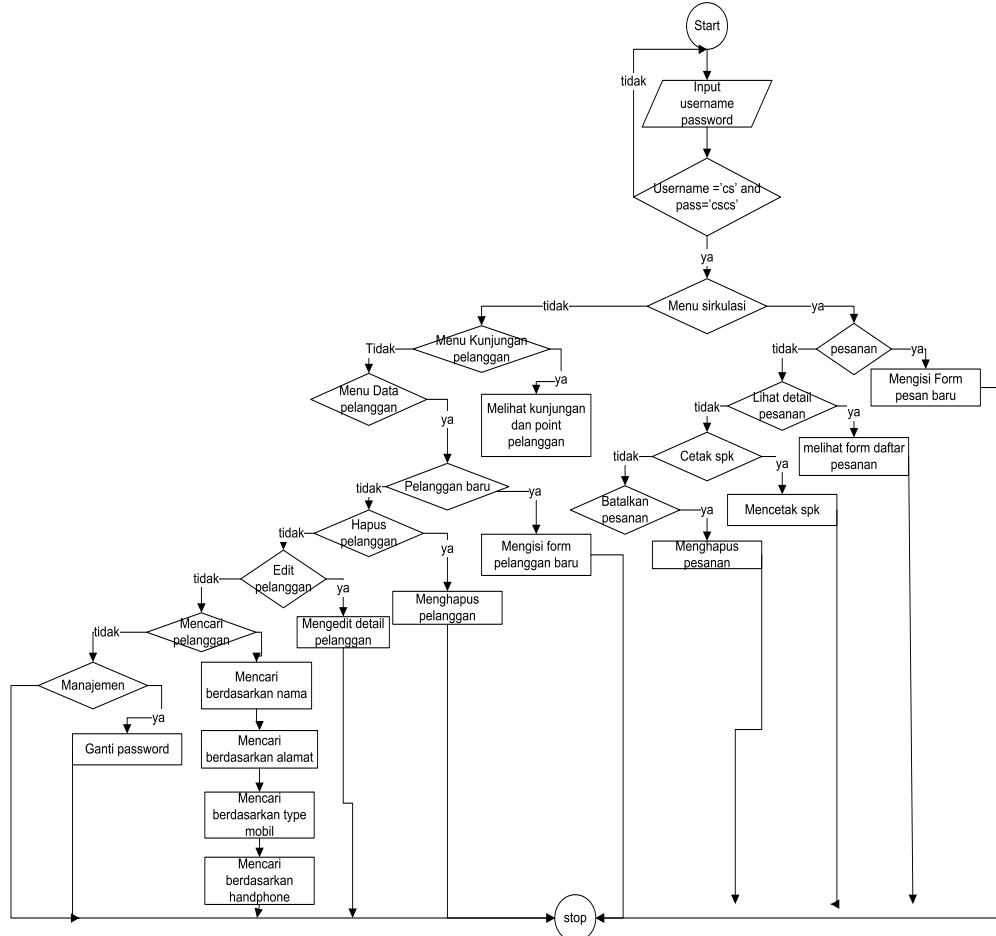 Start
tidak
Input
username
password
Username ='cs' and
pass='cscs'
ya
Menu sirkulasi
tidak
ya
Menu Kunjungan
pelanggan
Tidak
ya
pesanan
tidak
ya
Mengisi Form
pesan baru
Menu Data
pelanggan
ya
Melihat kunjungan
dan point
pelanggan
Lihat detail
pesanan
tidak
ya
melihat form daftar
pesanan
Cetak spk
tidak
ya
Mencetak spk
Pelanggan baru
tidak
ya
Batalkan
pesanan
ya
Menghapus
pesanan
Hapus
pelanggan
tidak
ya
Mengisi form
pelanggan baru
Edit
pelanggan
tidak
ya
Menghapus
pelanggan
Mengedit detail
pelanggan
Mencari
pelanggan
tidak
Mencari
berdasarkan nama
Manajemen
ya
Ganti password
Mencari
berdasarkan alamat
Mencari
berdasarkan type
mobil
Mencari
berdasarkan
handphone
stop